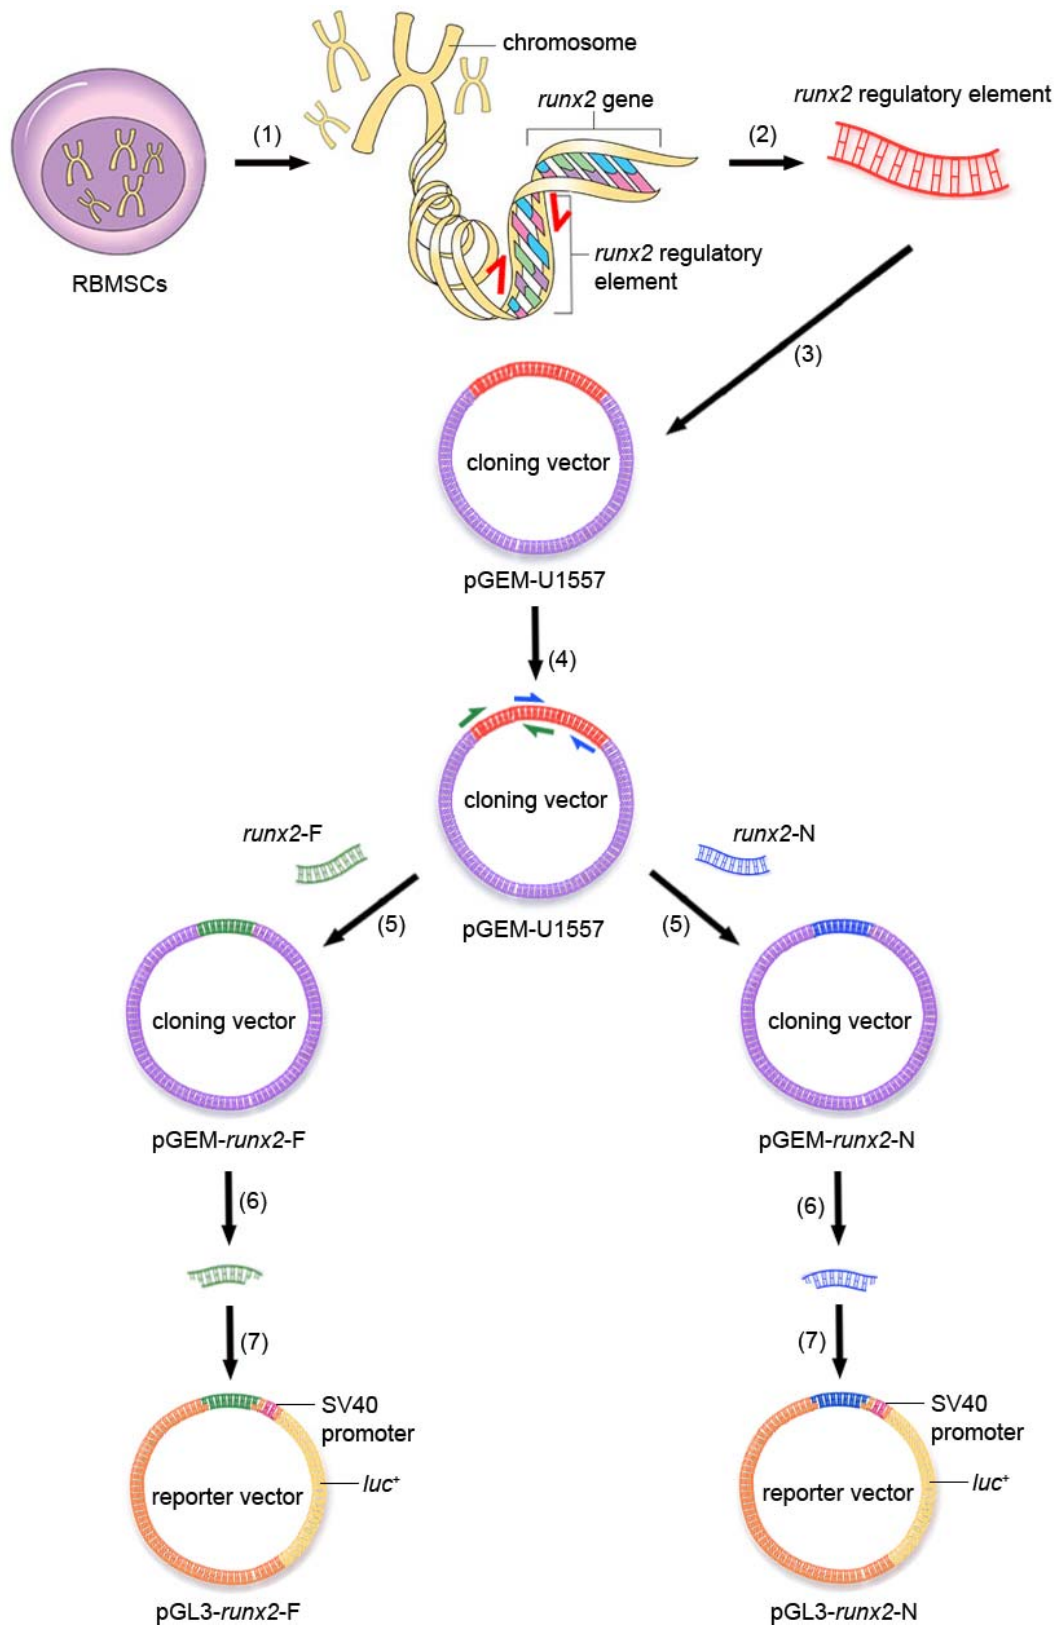 chromosome
runx2 gene
(1)
(2)
runx2 regulatory element
RBMSCs
runx2 regulatory
element
(3)
cloning vector
pGEM-U1557
(4)
cloning vector
runx2-F
runx2-N
(5)
pGEM-U1557
(5)
cloning vector
cloning vector
pGEM-runx2-F
pGEM-runx2-N
(6)
(6)
(7)
(7)
SV40
promoter
SV40
promoter
luc⁺
luc⁺
reporter vector
reporter vector
pGL3-runx2-F
pGL3-runx2-N